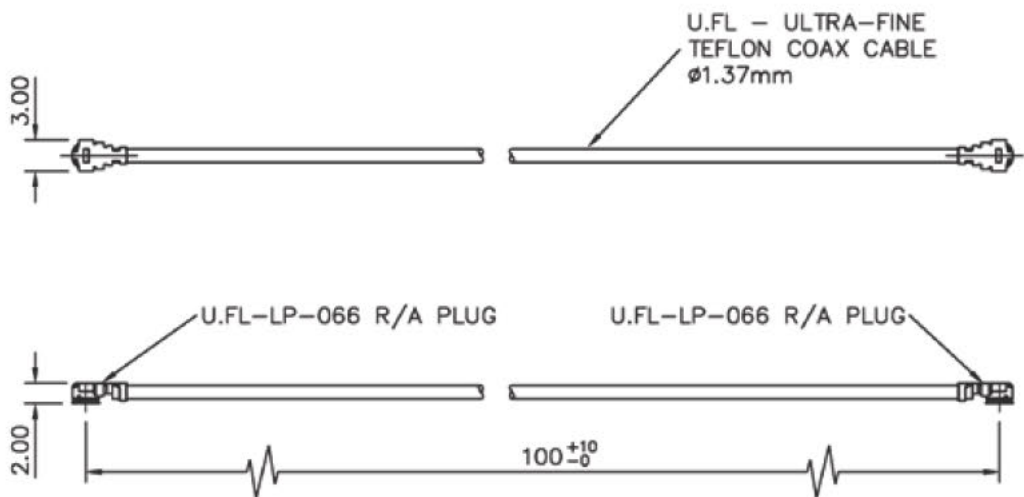 U.FL - ULTRA-FINE
TEFLON COAX CABLE
ø1.37mm
3.00
U.FL-LP-066 R/A PLUG
U.FL-LP-066 R/A PLUG
2.00
100 +10 -0